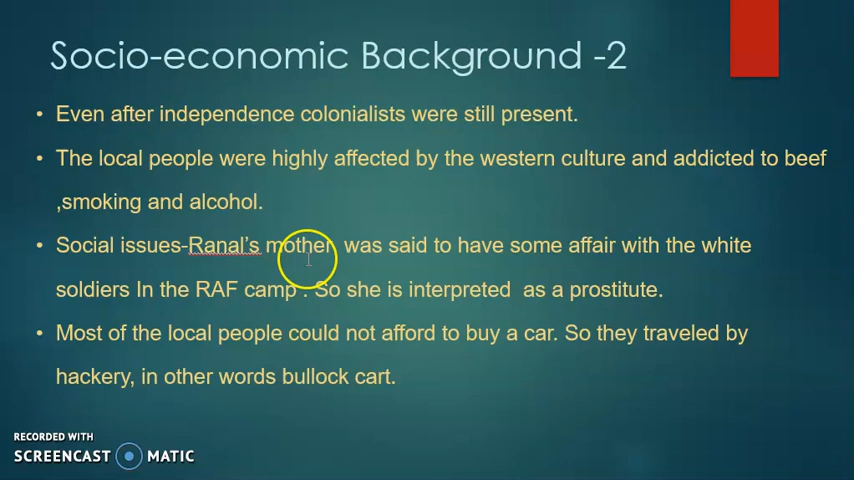 Socio-economic Background -2
• Even after independence colonialists were still present.
• The local people were highly affected by the western culture and addicted to beef
,smoking and alcohol.
• Social issues-Ranal’s mother was said to have some affair with the white
soldiers In the RAF camp . So she is interpreted as a prostitute.
• Most of the local people could not afford to buy a car. So they traveled by
hackery, in other words bullock cart.
RECORDED WITH
SCREENCAST MATIC